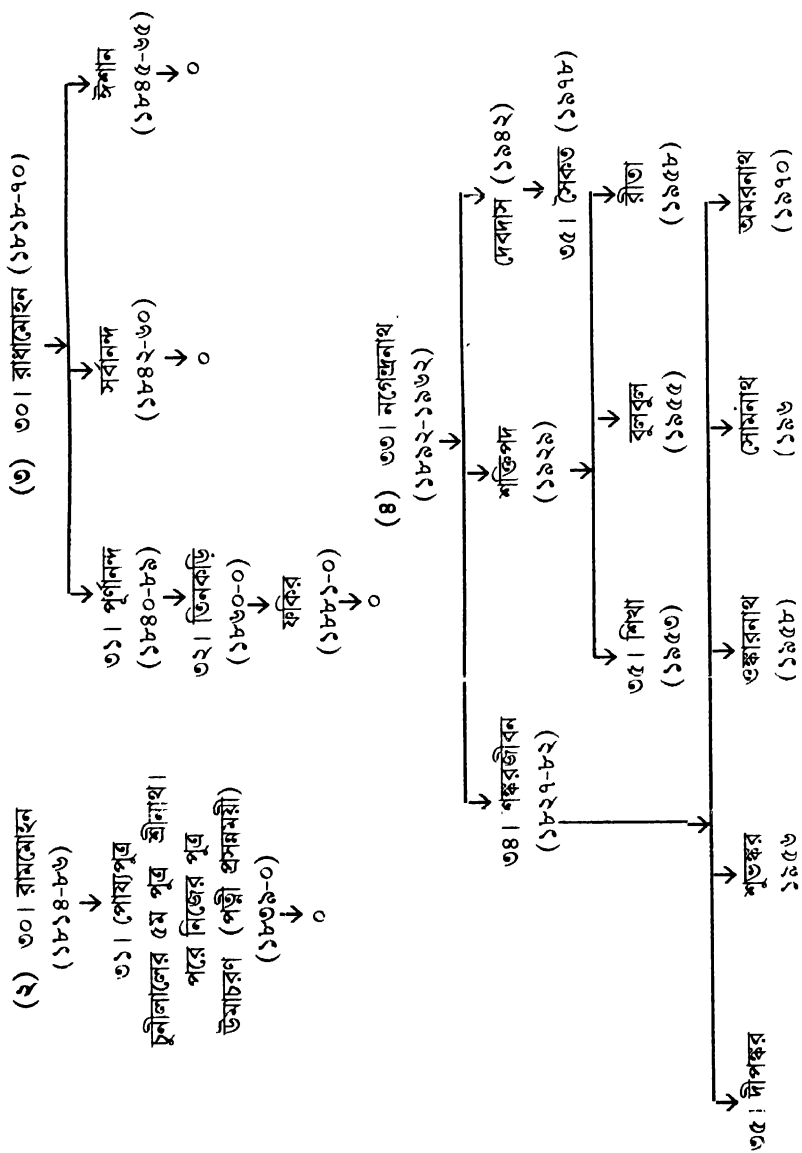 (২) ৩০। রামমোহন
(১৮১৪-৮৬)
৩১। পোষ্যপুত্র
চুনীলালের ৫ম পুত্র শ্রীনাথ।
পরে নিজের পুত্র
উমাচরণ (পত্নী প্রসন্নময়ী)
(১৮৩৯-০)
০
(৩) ৩০। রাধামোহন (১৮১৮-৭০)
৩১। পূর্ণানন্দ
(১৮৪০-৮৯)
৩২। তিনকড়ি
(১৮৬০-০)
ফকির
(১৮৮১-০)
০
সর্বানন্দ
(১৮৪২-৬০)
০
ঈশান
(১৮৪৫-৬৫)
০
(৪) ৩৩। নগেন্দ্রনাথ
(১৮৯২-১৯৬২)
৩৪। শঙ্করজীবন
(১৮২৭-৮২)
শক্তিপদ
(১৯২৯)
দেবদাস (১৯৪২)
৩৫। সৈকত (১৯৭৮)
৩৫। শিখা
(১৯৫৩)
বুলবুল
(১৯৫৫)
রীতা
(১৯৫৮)
৩৫। দীপঙ্কর
শুভঙ্কর
১৯৫৬
ওঙ্কারনাথ
(১৯৫৮)
সোমনাথ
(১৯৬
অমরনাথ
(১৯৭০)